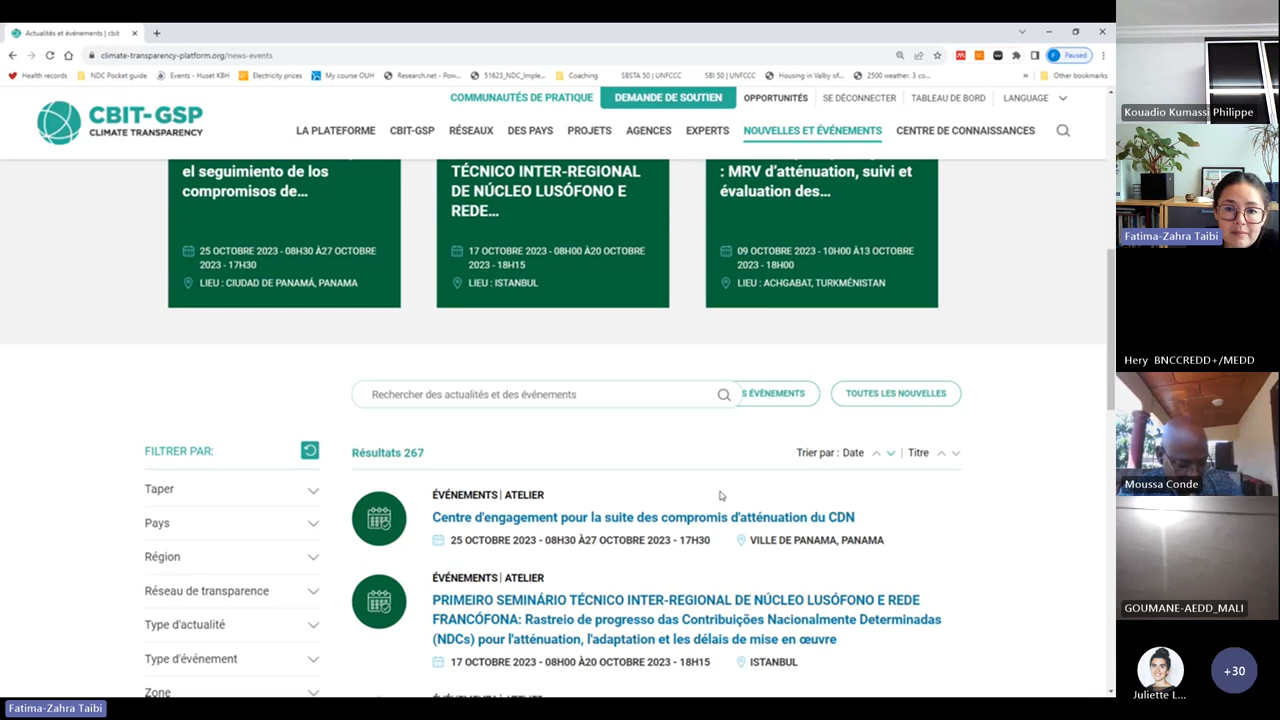 Actualités et événements | cbit
climate-transparency-platform.org/news-events
Paused
Health records
NDC Pocket guide
Events - Huset KBH
Electricity prices
My course OUH
Research.net - Pow...
51623_NDC_Imple...
Coaching
SBSTA 50 | UNFCCC
SBI 50 | UNFCCC
Housing in Valby of...
2500 weather. 3 co...
Other bookmarks
COMMUNAUTÉS DE PRATIQUE
DEMANDE DE SOUTIEN
OPPORTUNITÉS
SE DÉCONNECTER
TABLEAU DE BORD
LANGUAGE
CBIT-GSP
CLIMATE TRANSPARENCY
LA PLATEFORME
CBIT-GSP
RÉSEAUX
DES PAYS
PROJETS
AGENCES
EXPERTS
NOUVELLES ET ÉVÉNEMENTS
CENTRE DE CONNAISSANCES
el seguimiento de los
compromisos de...
25 OCTOBRE 2023 - 08H30 À27 OCTOBRE
2023 - 17H30
LIEU : CIUDAD DE PANAMÁ, PANAMA
TÉCNICO INTER-REGIONAL
DE NÚCLEO LUSÓFONO E
REDE...
17 OCTOBRE 2023 - 08H00 À20 OCTOBRE
2023 - 18H15
LIEU : ISTANBUL
: MRV d'atténuation, suivi et
évaluation des...
09 OCTOBRE 2023 - 10H00 À13 OCTOBRE
2023 - 18H00
LIEU : ACHGABAT, TURKMÉNISTAN
Rechercher des actualités et des événements
S ÉVÈNEMENTS
TOUTES LES NOUVELLES
FILTRER PAR:
Taper
Pays
Région
Réseau de transparence
Type d'actualité
Type d'événement
Zone
Résultats 267
Trier par : Date
| Titre
ÉVÉNEMENTS | ATELIER
Centre d'engagement pour la suite des compromis d'atténuation du CDN
25 OCTOBRE 2023 - 08H30 À27 OCTOBRE 2023 - 17H30
VILLE DE PANAMA, PANAMA
ÉVÉNEMENTS | ATELIER
PRIMEIRO SEMINÁRIO TÉCNICO INTER-REGIONAL DE NÚCLEO LUSÓFONO E REDE
FRANCÓFONA: Rastreio de progresso das Contribuições Nacionalmente Determinadas
(NDCs) pour l'atténuation, l'adaptation et les délais de mise en œuvre
17 OCTOBRE 2023 - 08H00 À20 OCTOBRE 2023 - 18H15
ISTANBUL
Kouadio Kumassi Philippe
Fatima-Zahra Taibi
Hery BNCCREDD+/MEDD
Moussa Conde
GOUMANE-AEDD_MALI
Juliette L...
+30
Fatima-Zahra Taibi